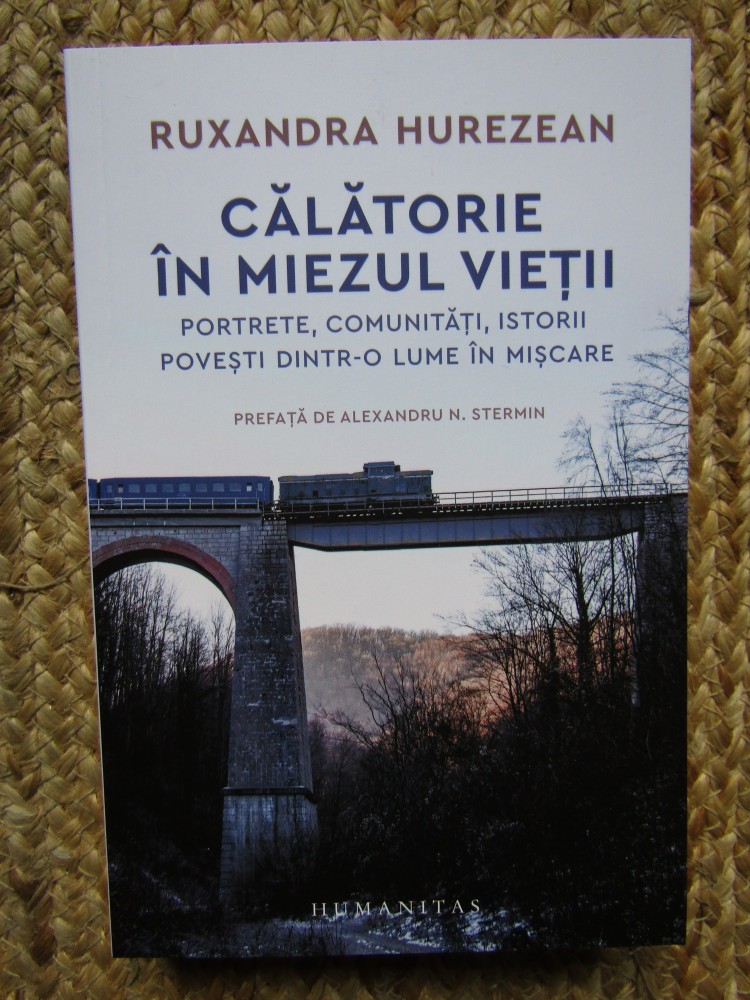 RUXANDRA HUREZEAN
CĂLĂTORIE
ÎN MIEZUL VIEȚII
PORTRETE, COMUNITĂȚI, ISTORII
POVEȘTI DINTR-O LUME ÎN MIȘCARE
PREFAȚĂ DE ALEXANDRU N. STERMIN
HUMANITAS